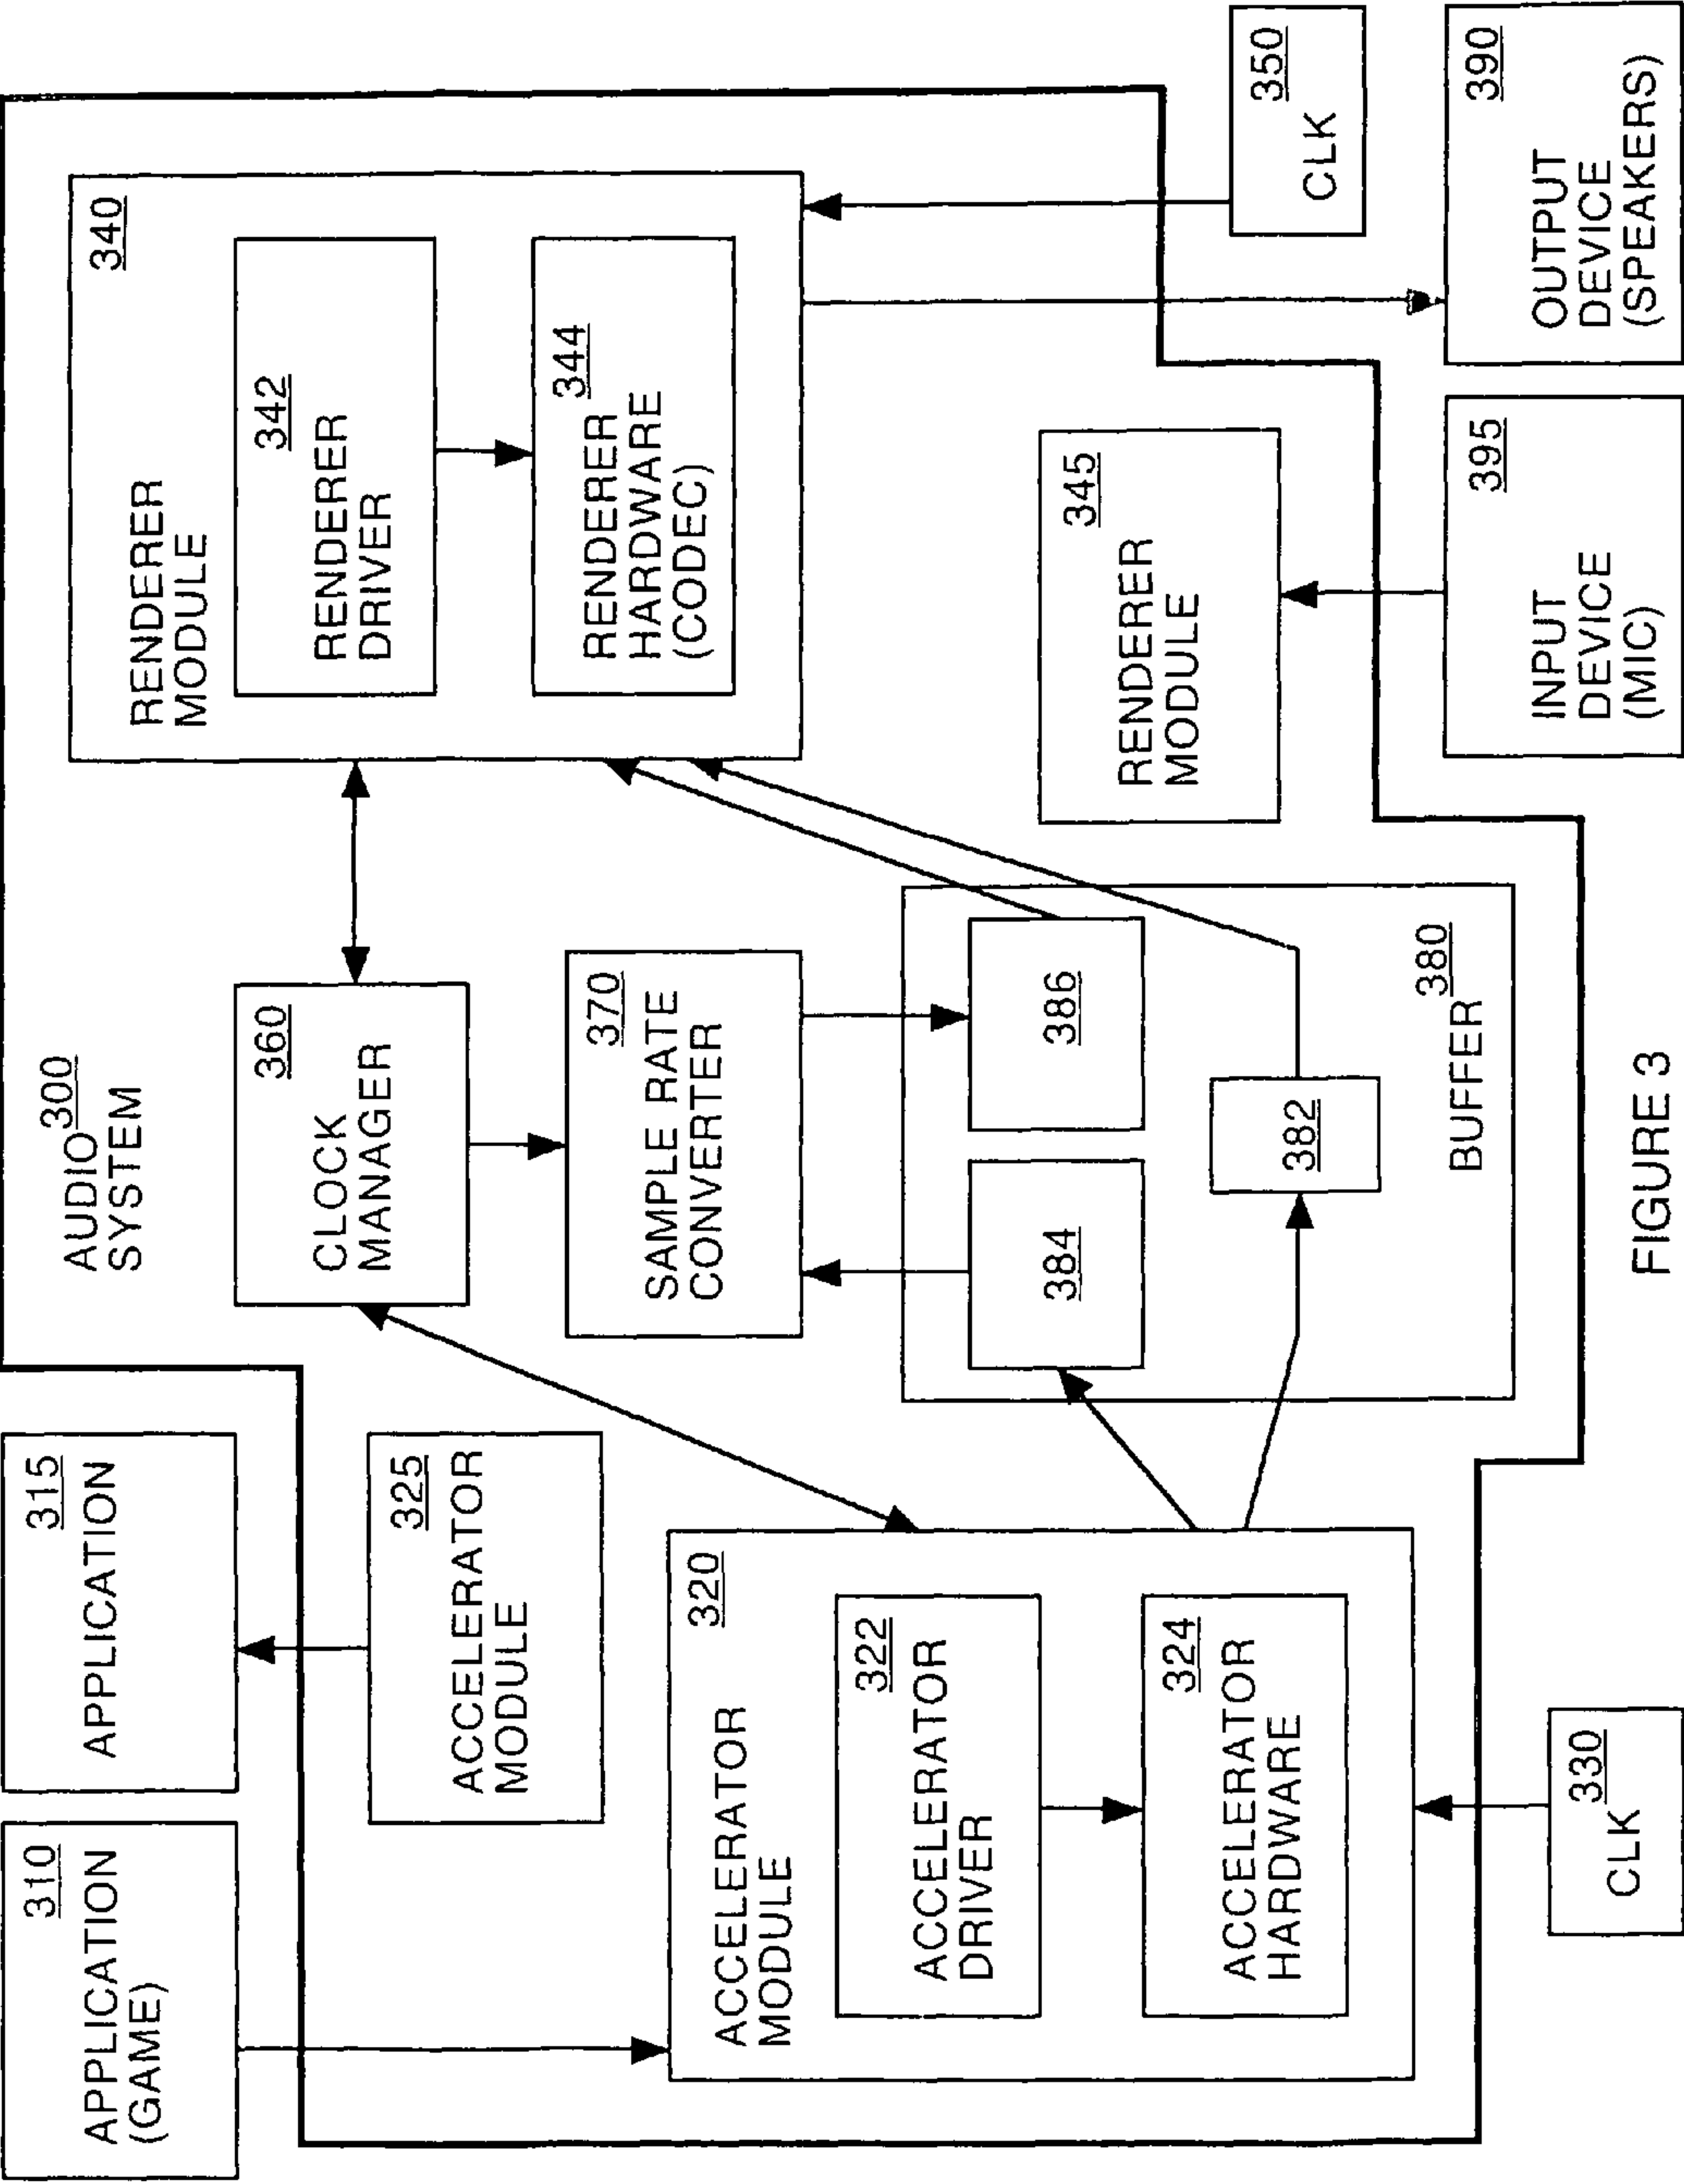 310
APPLICATION
(GAME)
315
APPLICATION
AUDIO 300
SYSTEM
325
ACCELERATOR
MODULE
320
ACCELERATOR
MODULE
322
ACCELERATOR
DRIVER
324
ACCELERATOR
HARDWARE
330
CLK
360
CLOCK
MANAGER
370
SAMPLE RATE
CONVERTER
384
386
382
380
BUFFER
340
RENDERER
MODULE
342
RENDERER
DRIVER
344
RENDERER
HARDWARE
(CODEC)
345
RENDERER
MODULE
350
CLK
395
INPUT
DEVICE
(MIC)
390
OUTPUT
DEVICE
(SPEAKERS)
FIGURE 3